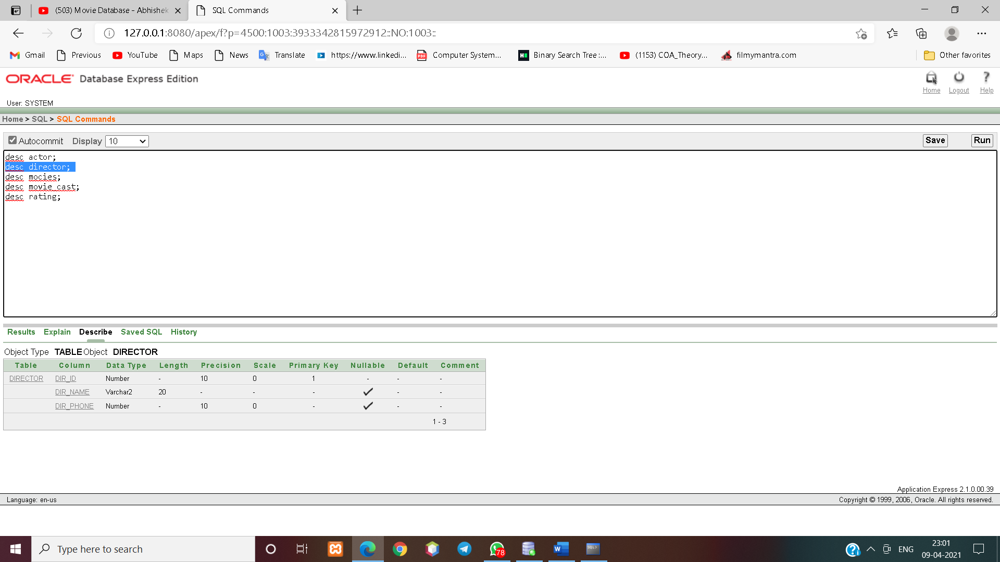 (503) Movie Database - Abhishek
SQL Commands
127.0.0.1:8080/apex/f?p=4500:1003:3933342815972912::NO:1003::
Gmail Previous YouTube Maps News Translate https://www.linkedi... PDF Computer System... H Binary Search Tree :... (1153) COA_Theory... filmymantra.com Other favorites
ORACLE Database Express Edition
Home Logout ? Help
User: SYSTEM
Home > SQL > SQL Commands
Autocommit Display 10 Save Run
desc actor;
desc director;
desc mocies;
desc movie_cast;
desc rating;
Results Explain Describe Saved SQL History
Object Type TABLE Object DIRECTOR
Table Column Data Type Length Precision Scale Primary Key Nullable Default Comment
DIRECTOR DIR_ID Number - 10 0 1 - - -
DIR_NAME Varchar2 20 - - - ✓ - -
DIR_PHONE Number - 10 0 - ✓ - -
1 - 3
Application Express 2.1.0.00.39
Language: en-us Copyright © 1999, 2006, Oracle. All rights reserved.
Type here to search 78 W SQL> ENG 23:01
09-04-2021